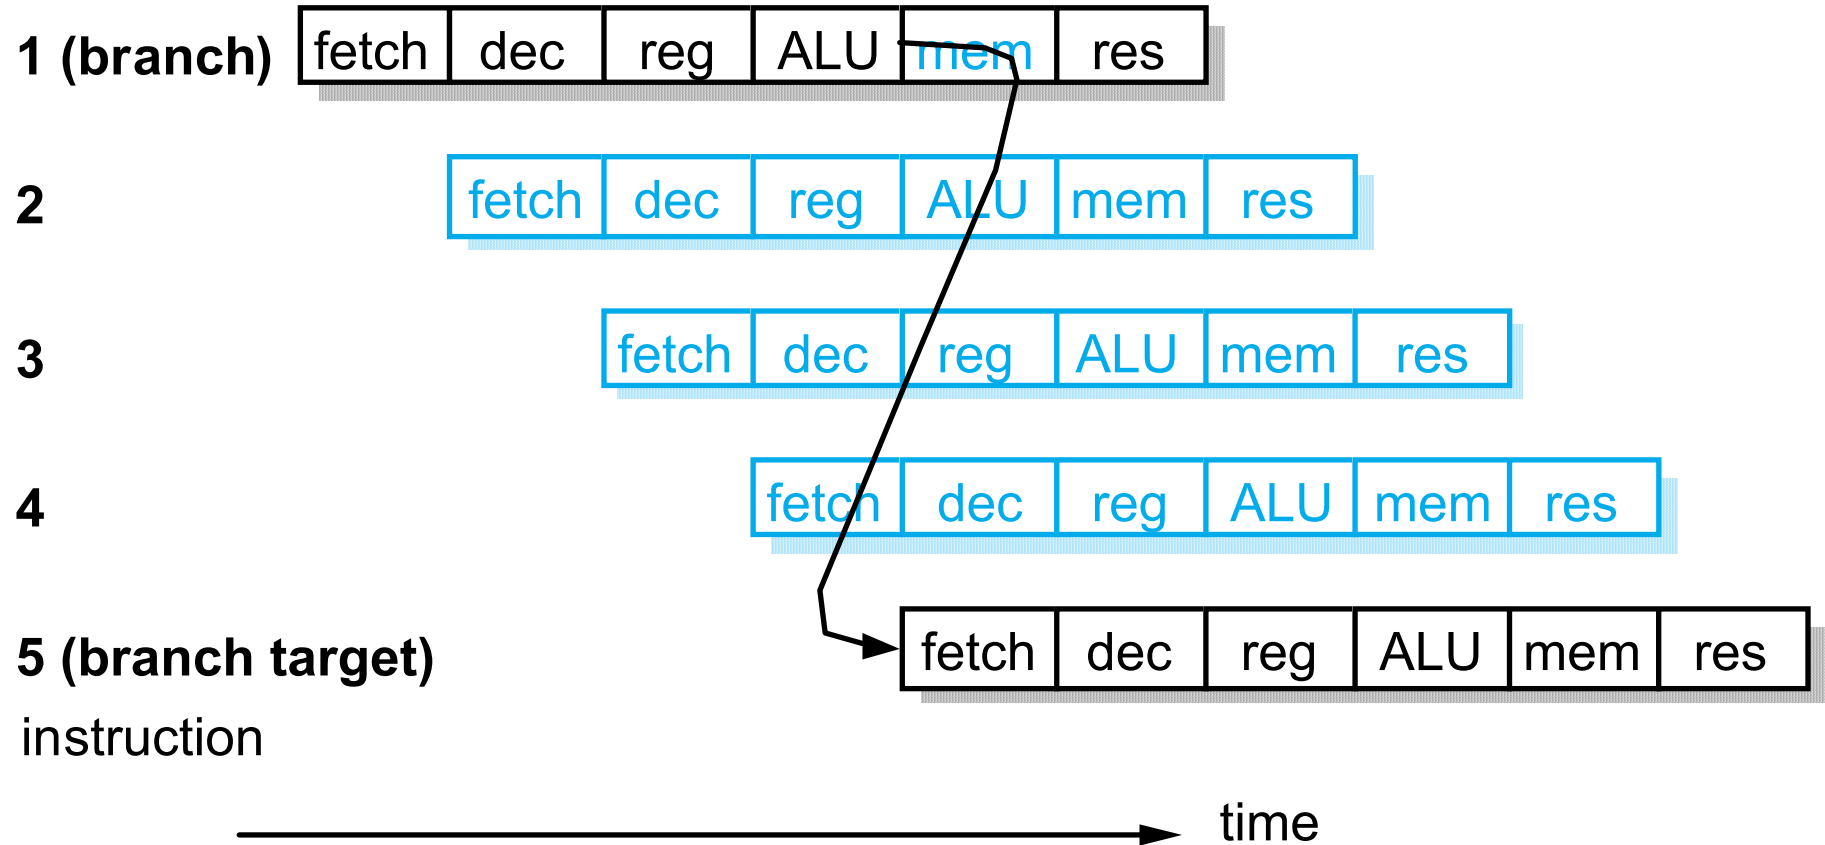 1 (branch) fetch dec reg ALU mem res
2 fetch dec reg ALU mem res
3 fetch dec reg ALU mem res
4 fetch dec reg ALU mem res
5 (branch target) fetch dec reg ALU mem res
instruction
time